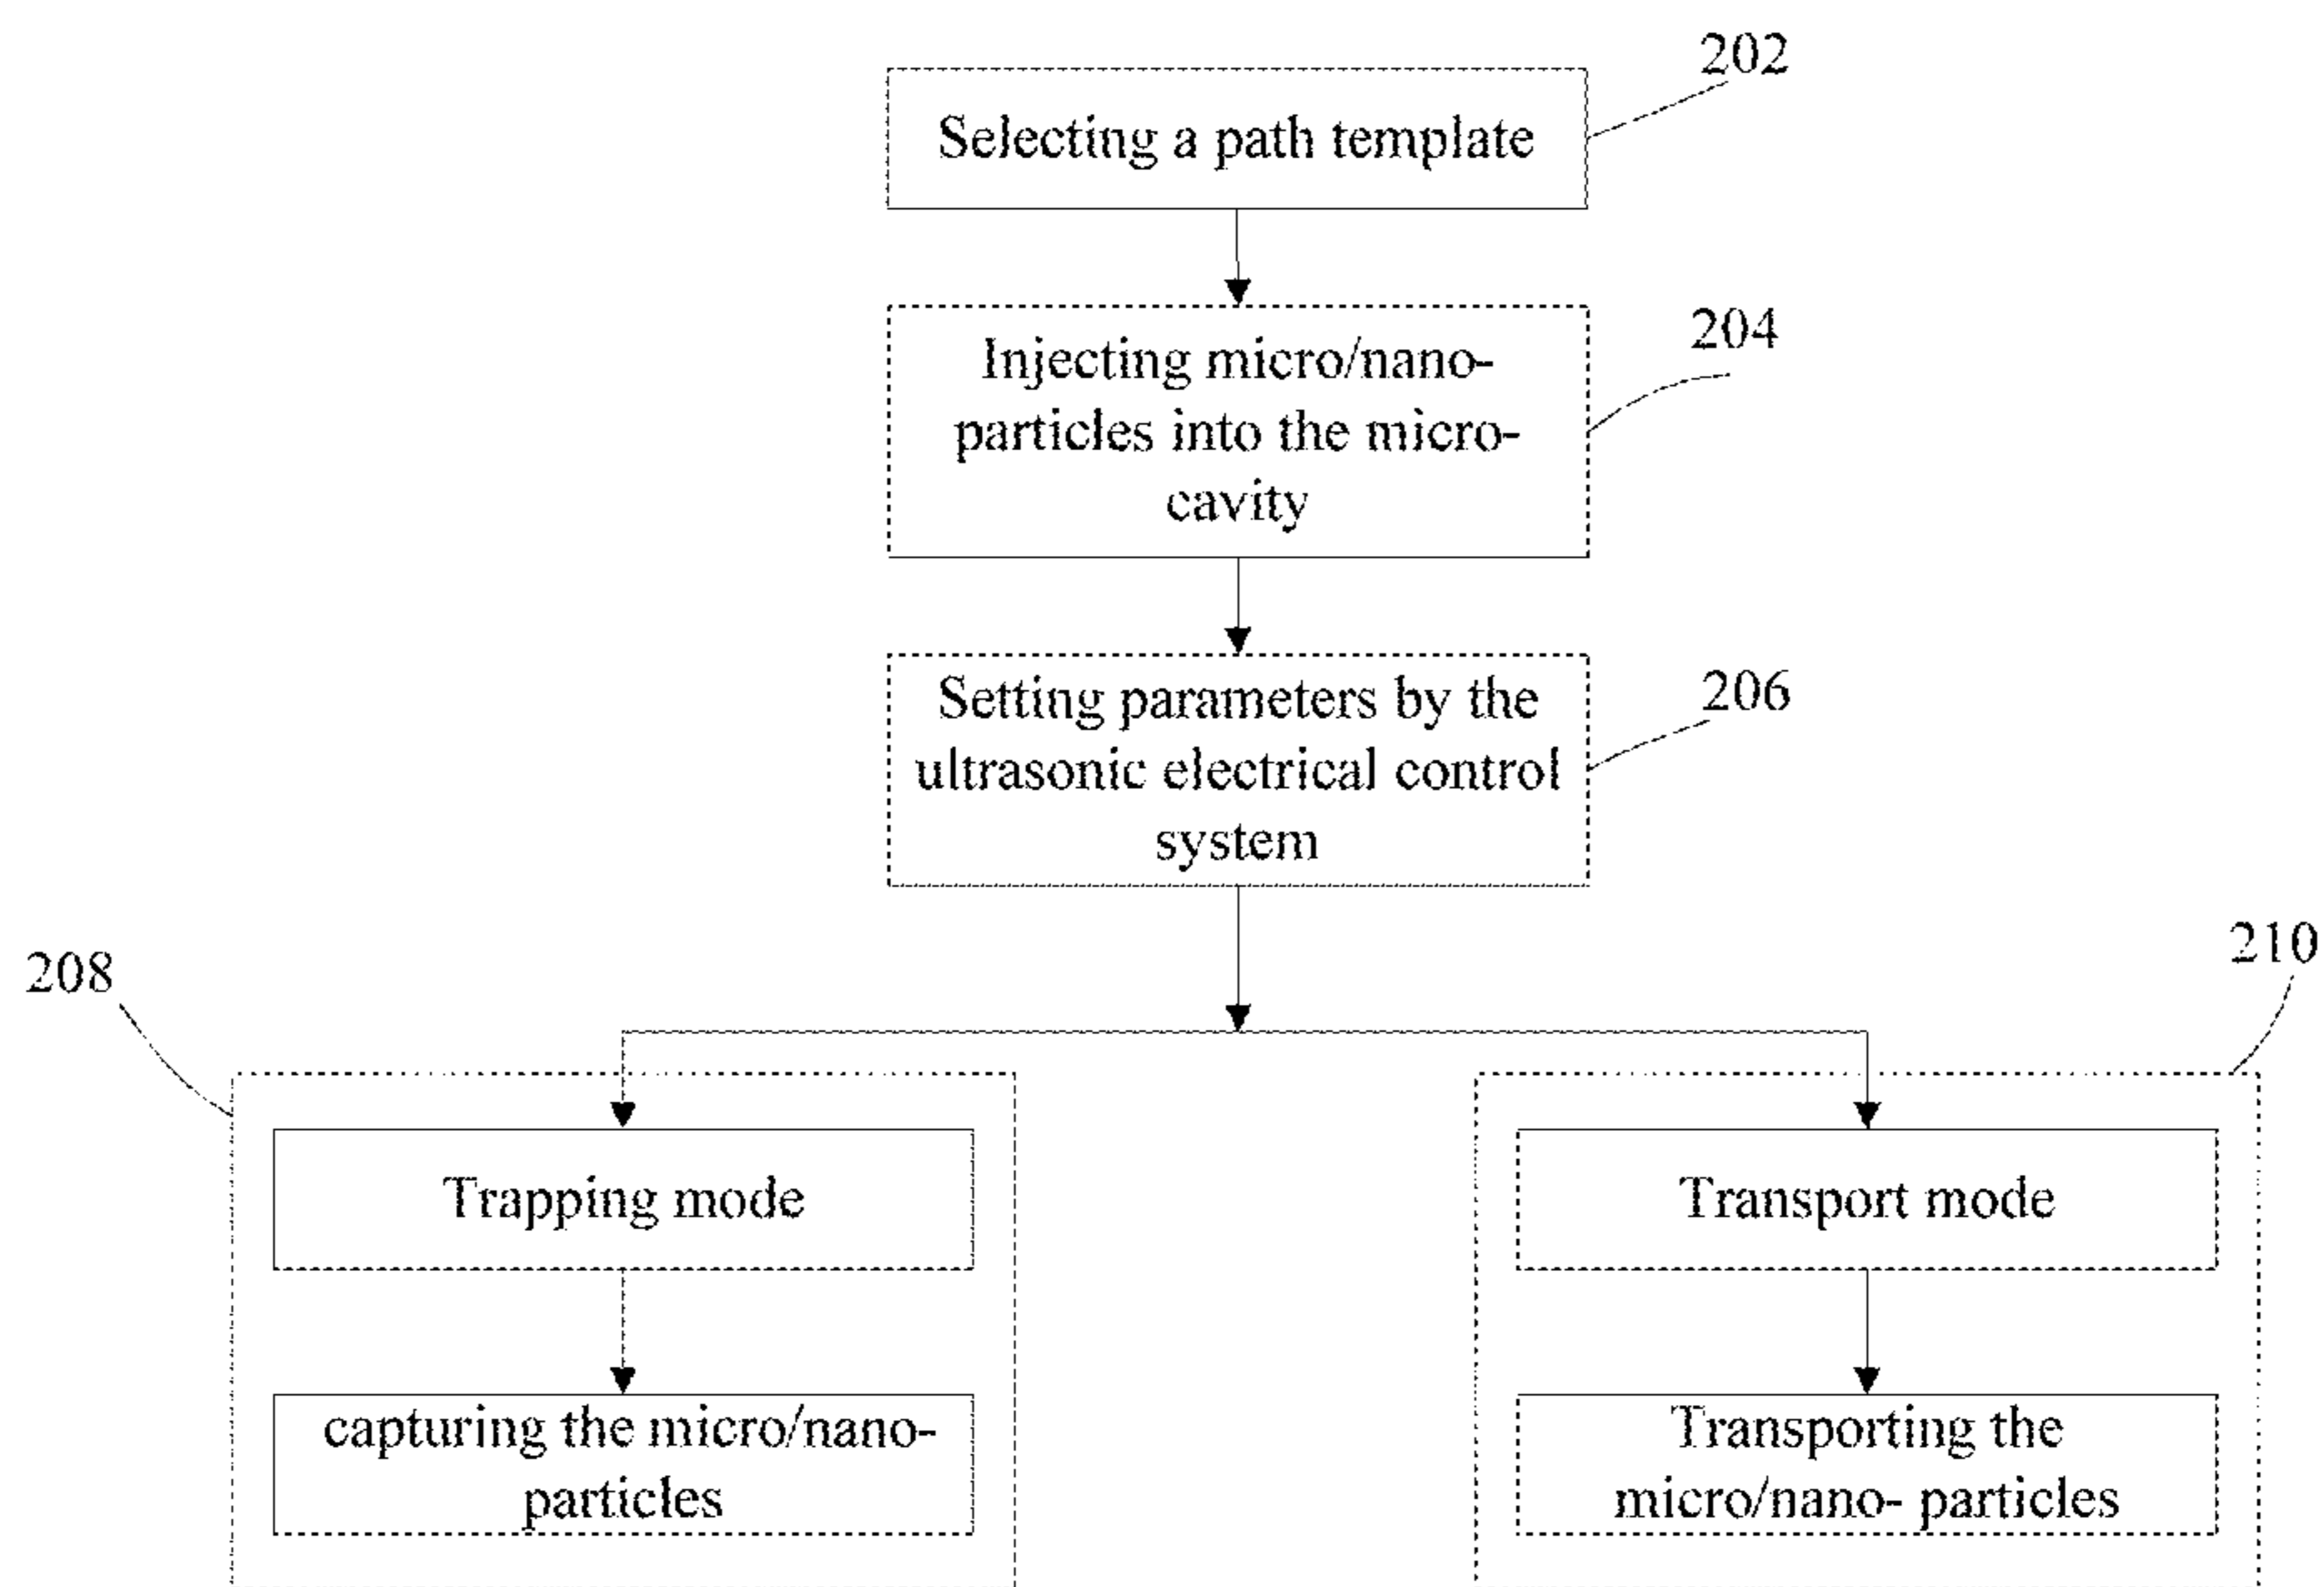 202
Selecting a path template
204
Injecting micro/nano-
particles into the micro-
cavity
206
Setting parameters by the
ultrasonic electrical control
system
208
210
Trapping mode
Transport mode
capturing the micro/nano-
particles
Transporting the
micro/nano- particles